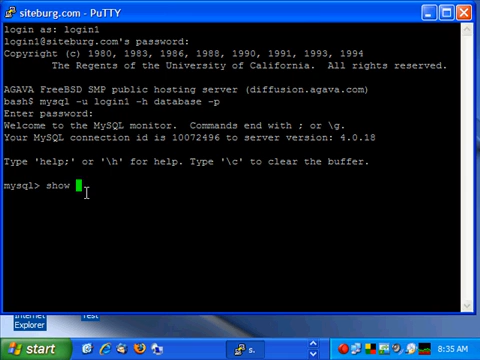 siteburg.com - PuTTY
login as: login1
login1@siteburg.com's password:
Copyright (c) 1980, 1983, 1986, 1988, 1990, 1991, 1993, 1994
The Regents of the University of California.  All rights reserved.
AGAVA FreeBSD SMP public hosting server (diffusion.agava.com)
bash$ mysql -u login1 -h database -p
Enter password:
Welcome to the MySQL monitor.  Commands end with ; or \g.
Your MySQL connection id is 10072496 to server version: 4.0.18
Type 'help;' or '\h' for help. Type '\c' to clear the buffer.
mysql> show
Internet
Explorer
Test
start
s.
8:35 AM